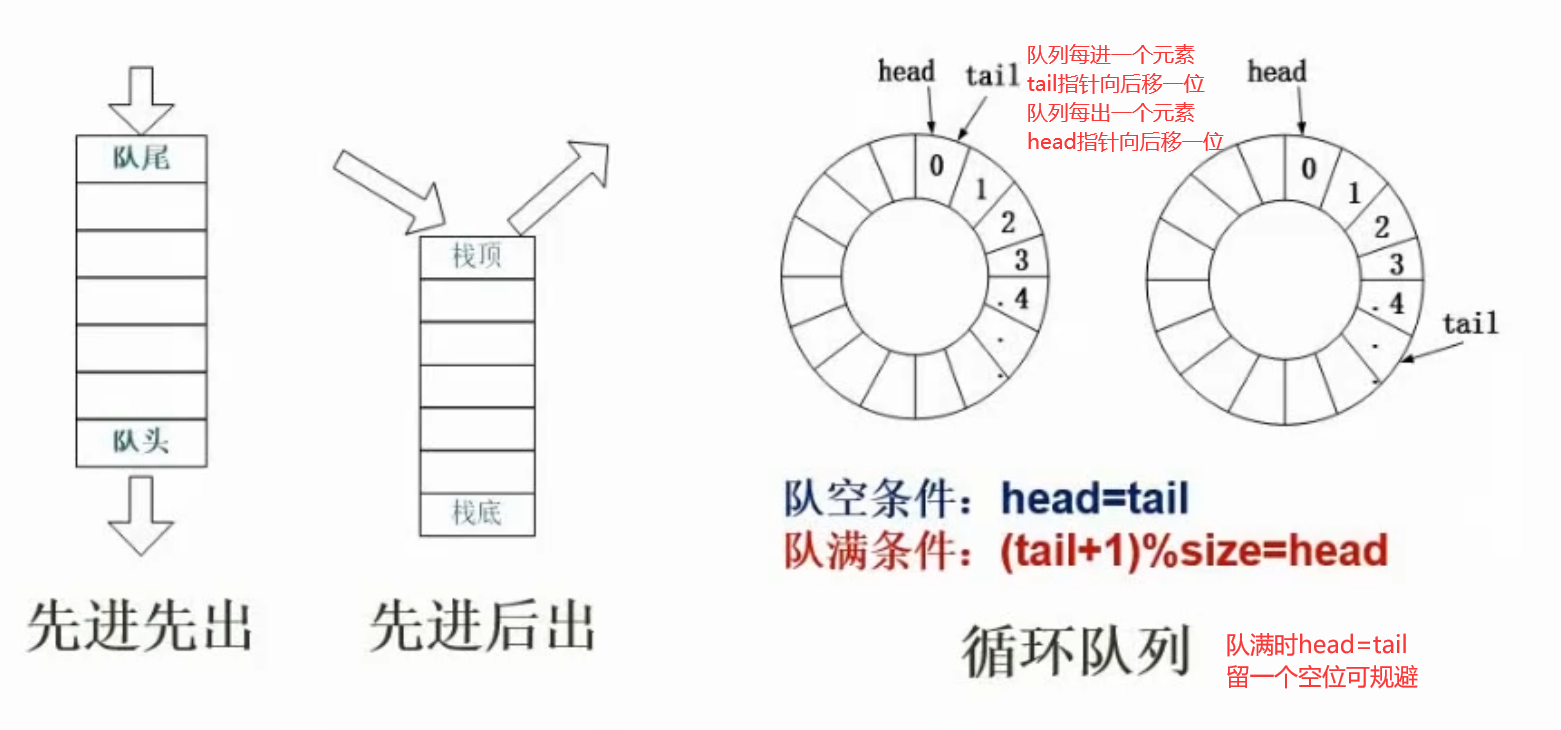 队尾
队头
先进先出
栈顶
栈底
先进后出
head
tail
队列每进一个元素
tail指针向后移一位
队列每出一个元素
head指针向后移一位
0
1
2
3
. 4
.
.
head
0
1
2
3
. 4
.
.
tail
队空条件：head=tail
队满条件：(tail+1)%size=head
循环队列
队满时head=tail
留一个空位可规避